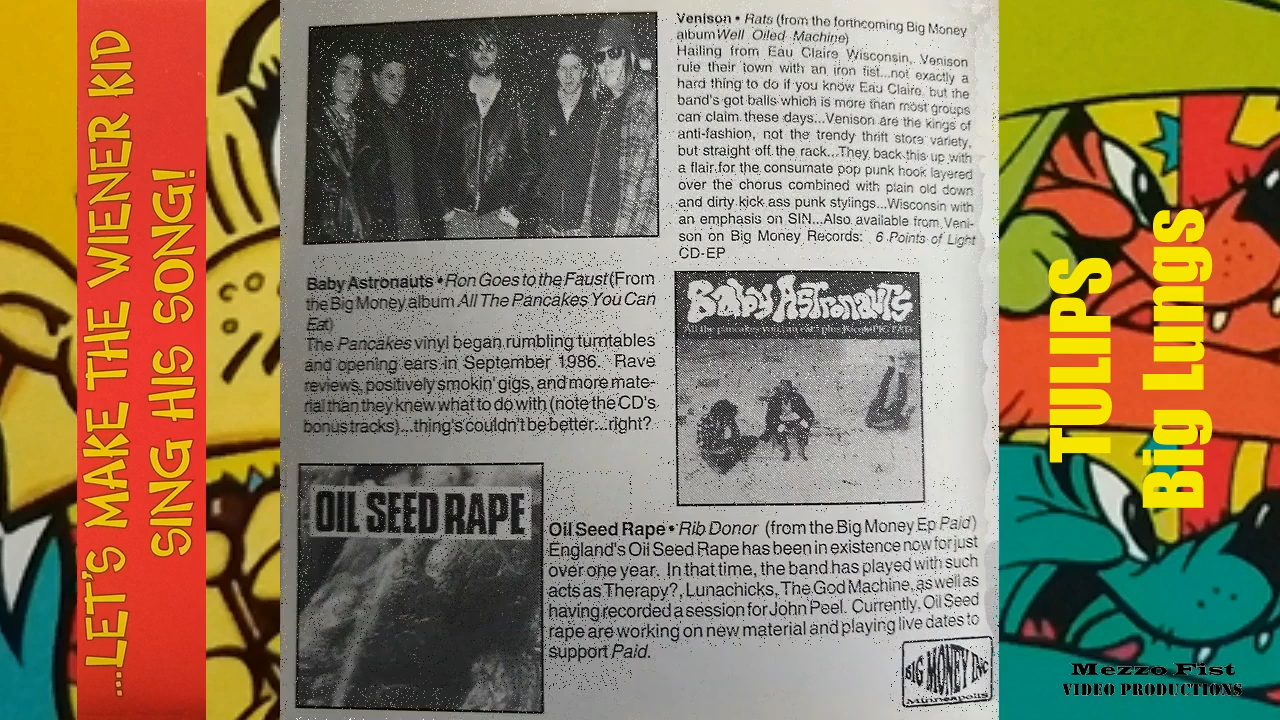 ...LET'S MAKE THE WIENER KID
SING HIS SONG!
Venison • Rats (from the forthcoming Big Money
album Well Oiled Machine)
Hailing from Eau Claire Wisconsin, Venison
rule their town with an iron fist...not exactly a
hard thing to do if you know Eau Claire, but the
band's got balls which is more than most groups
can claim these days...Venison are the kings of
anti-fashion, not the trendy thrift store variety,
but straight off the rack...They back this up with
a flair for the consumate pop punk hook layered
over the chorus combined with plain old down
and dirty kick ass punk stylings...Wisconsin with
an emphasis on SIN...Also available from Veni-
son on Big Money Records: 6 Points of Light
CD-EP
Baby Astronauts • Ron Goes to the Faust (From
the Big Money album All The Pancakes You Can
Eat)
The Pancakes vinyl began rumbling turntables
and opening ears in September 1986. Rave
reviews, positively smokin' gigs, and more mate-
rial than they knew what to do with (note the CD's
bonus tracks)...thing's couldn't be better...right?
Baby Astronauts
OIL SEED RAPE
Oil Seed Rape • Rib Donor (from the Big Money Ep Paid)
England's Oil Seed Rape has been in existence now for just
over one year. In that time, the band has played with such
acts as Therapy?, Lunachicks, The God Machine, as well as
having recorded a session for John Peel. Currently, Oil Seed
rape are working on new material and playing live dates to
support Paid.
BIG MONEY INC
Minneapolis
TULIPS
Big Lungs
Mezzo Fist
VIDEO PRODUCTIONS